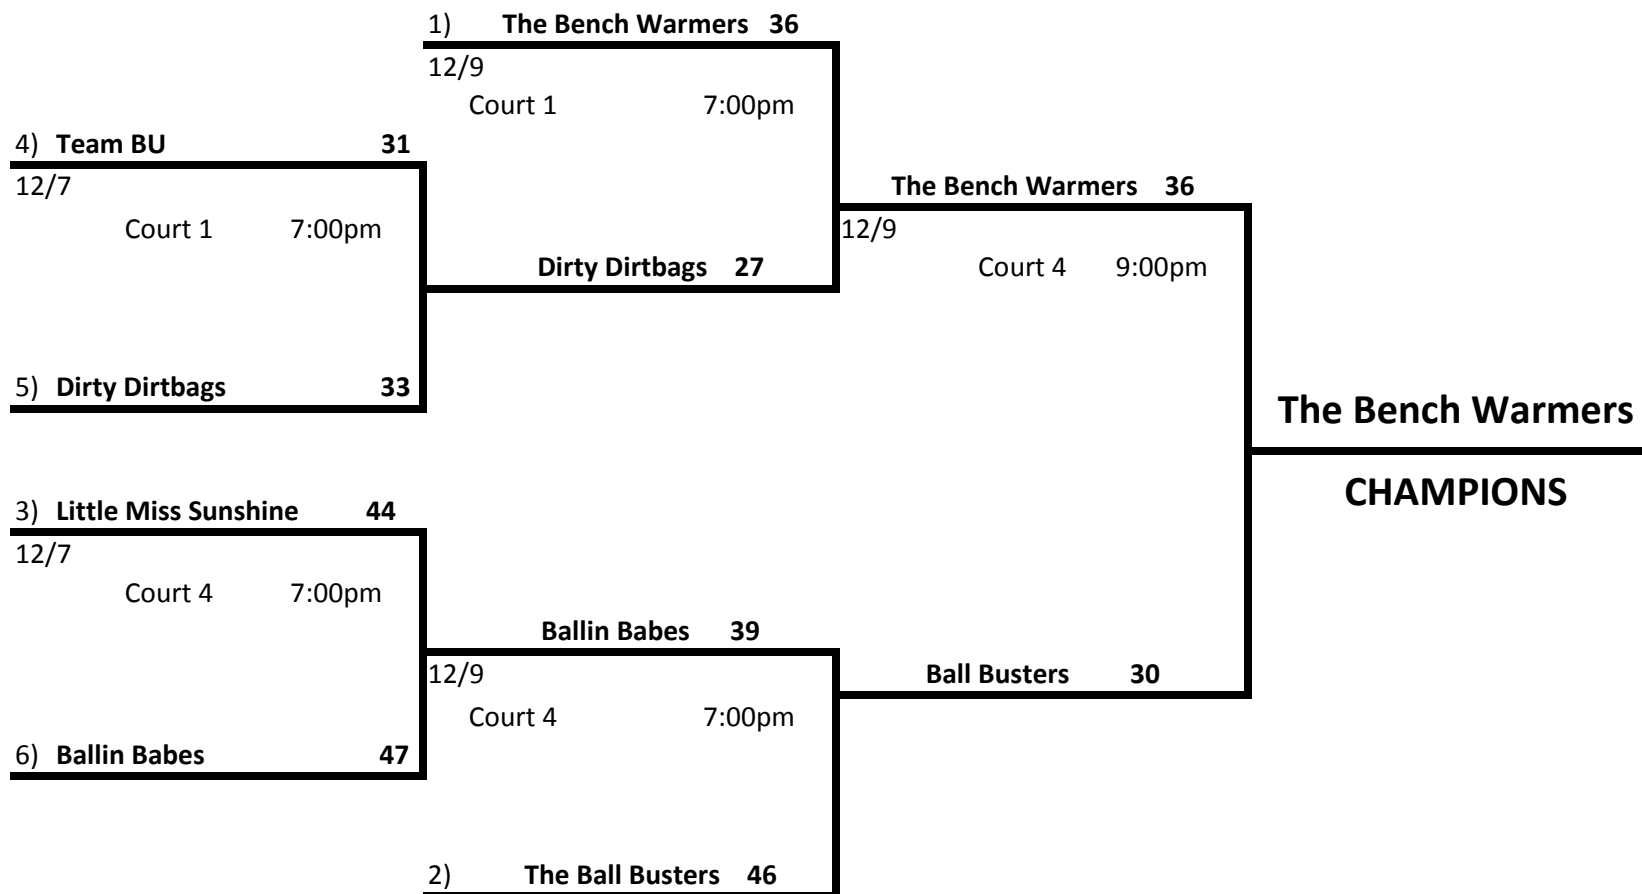 1) The Bench Warmers 36
12/9
Court 1 7:00pm
4) Team BU 31
12/7
Court 1 7:00pm
The Bench Warmers 36
12/9
Court 4 9:00pm
Dirty Dirtbags 27
5) Dirty Dirtbags 33
The Bench Warmers
CHAMPIONS
3) Little Miss Sunshine 44
12/7
Court 4 7:00pm
Ballin Babes 39
12/9
Court 4 7:00pm
Ball Busters 30
6) Ballin Babes 47
2) The Ball Busters 46